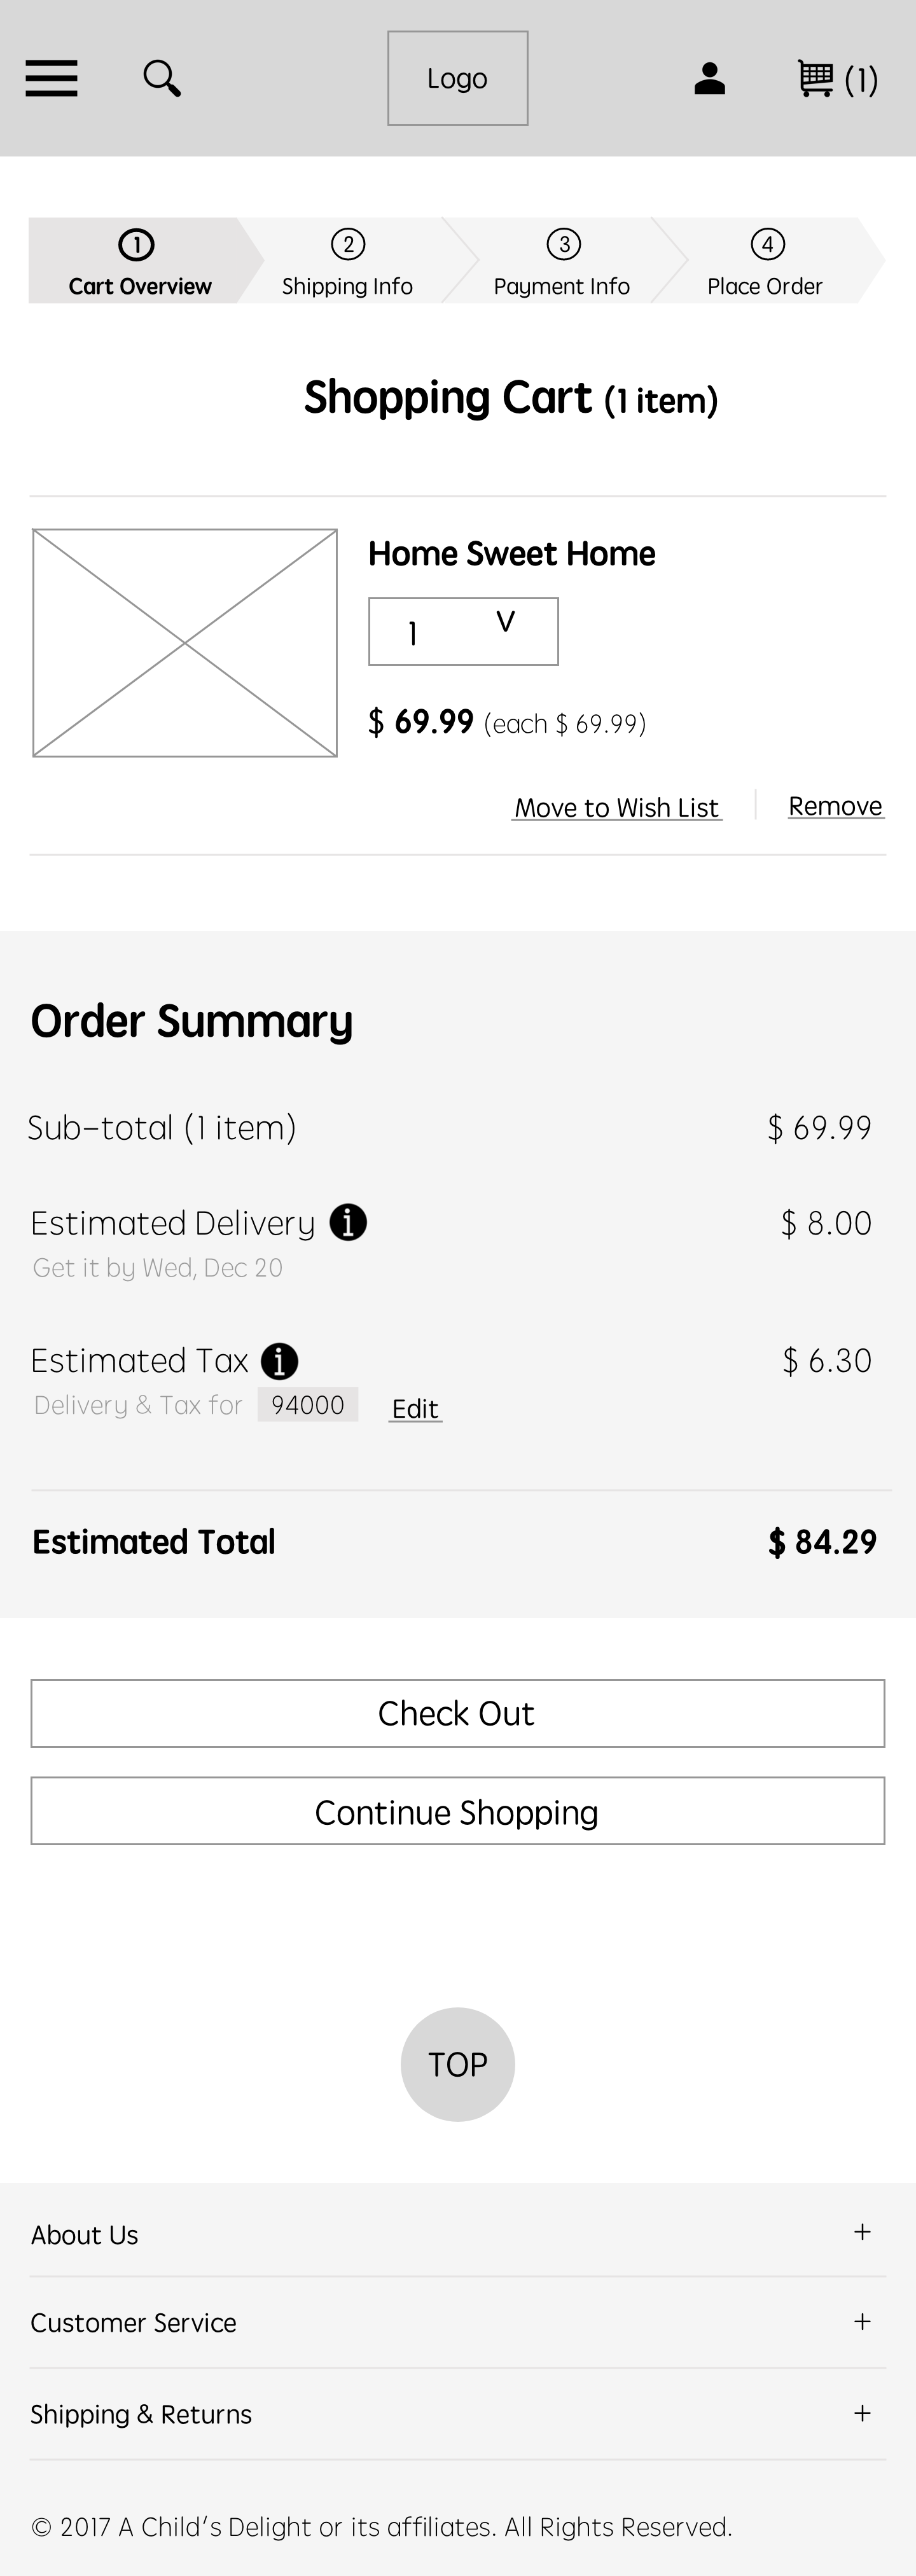 Logo
(1)
1 2 3 4
Cart Overview Shipping Info Payment Info Place Order
Shopping Cart (1 item)
Home Sweet Home
1 V
$ 69.99 (each $ 69.99)
Move to Wish List Remove
Order Summary
Sub-total (1 item) $ 69.99
Estimated Delivery i $ 8.00
Get it by Wed, Dec 20
Estimated Tax i $ 6.30
Delivery & Tax for 94000 Edit
Estimated Total $ 84.29
Check Out
Continue Shopping
TOP
About Us +
Customer Service +
Shipping & Returns +
© 2017 A Child's Delight or its affiliates. All Rights Reserved.